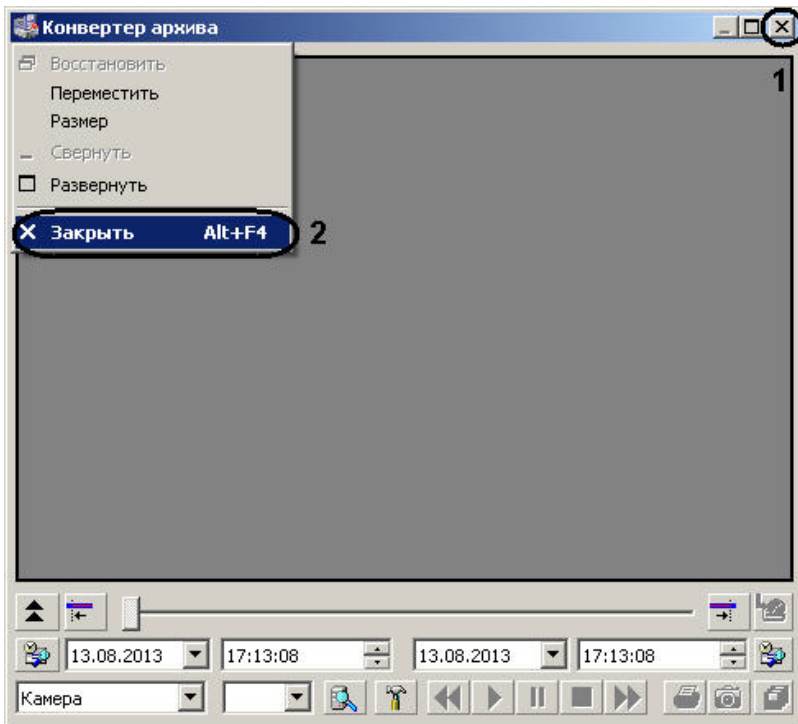 Конвертер архива
1
Восстановить
Переместить
Размер
Свернуть
Развернуть
Закрыть Alt+F4 2
13.08.2013 17:13:08 13.08.2013 17:13:08
Камера